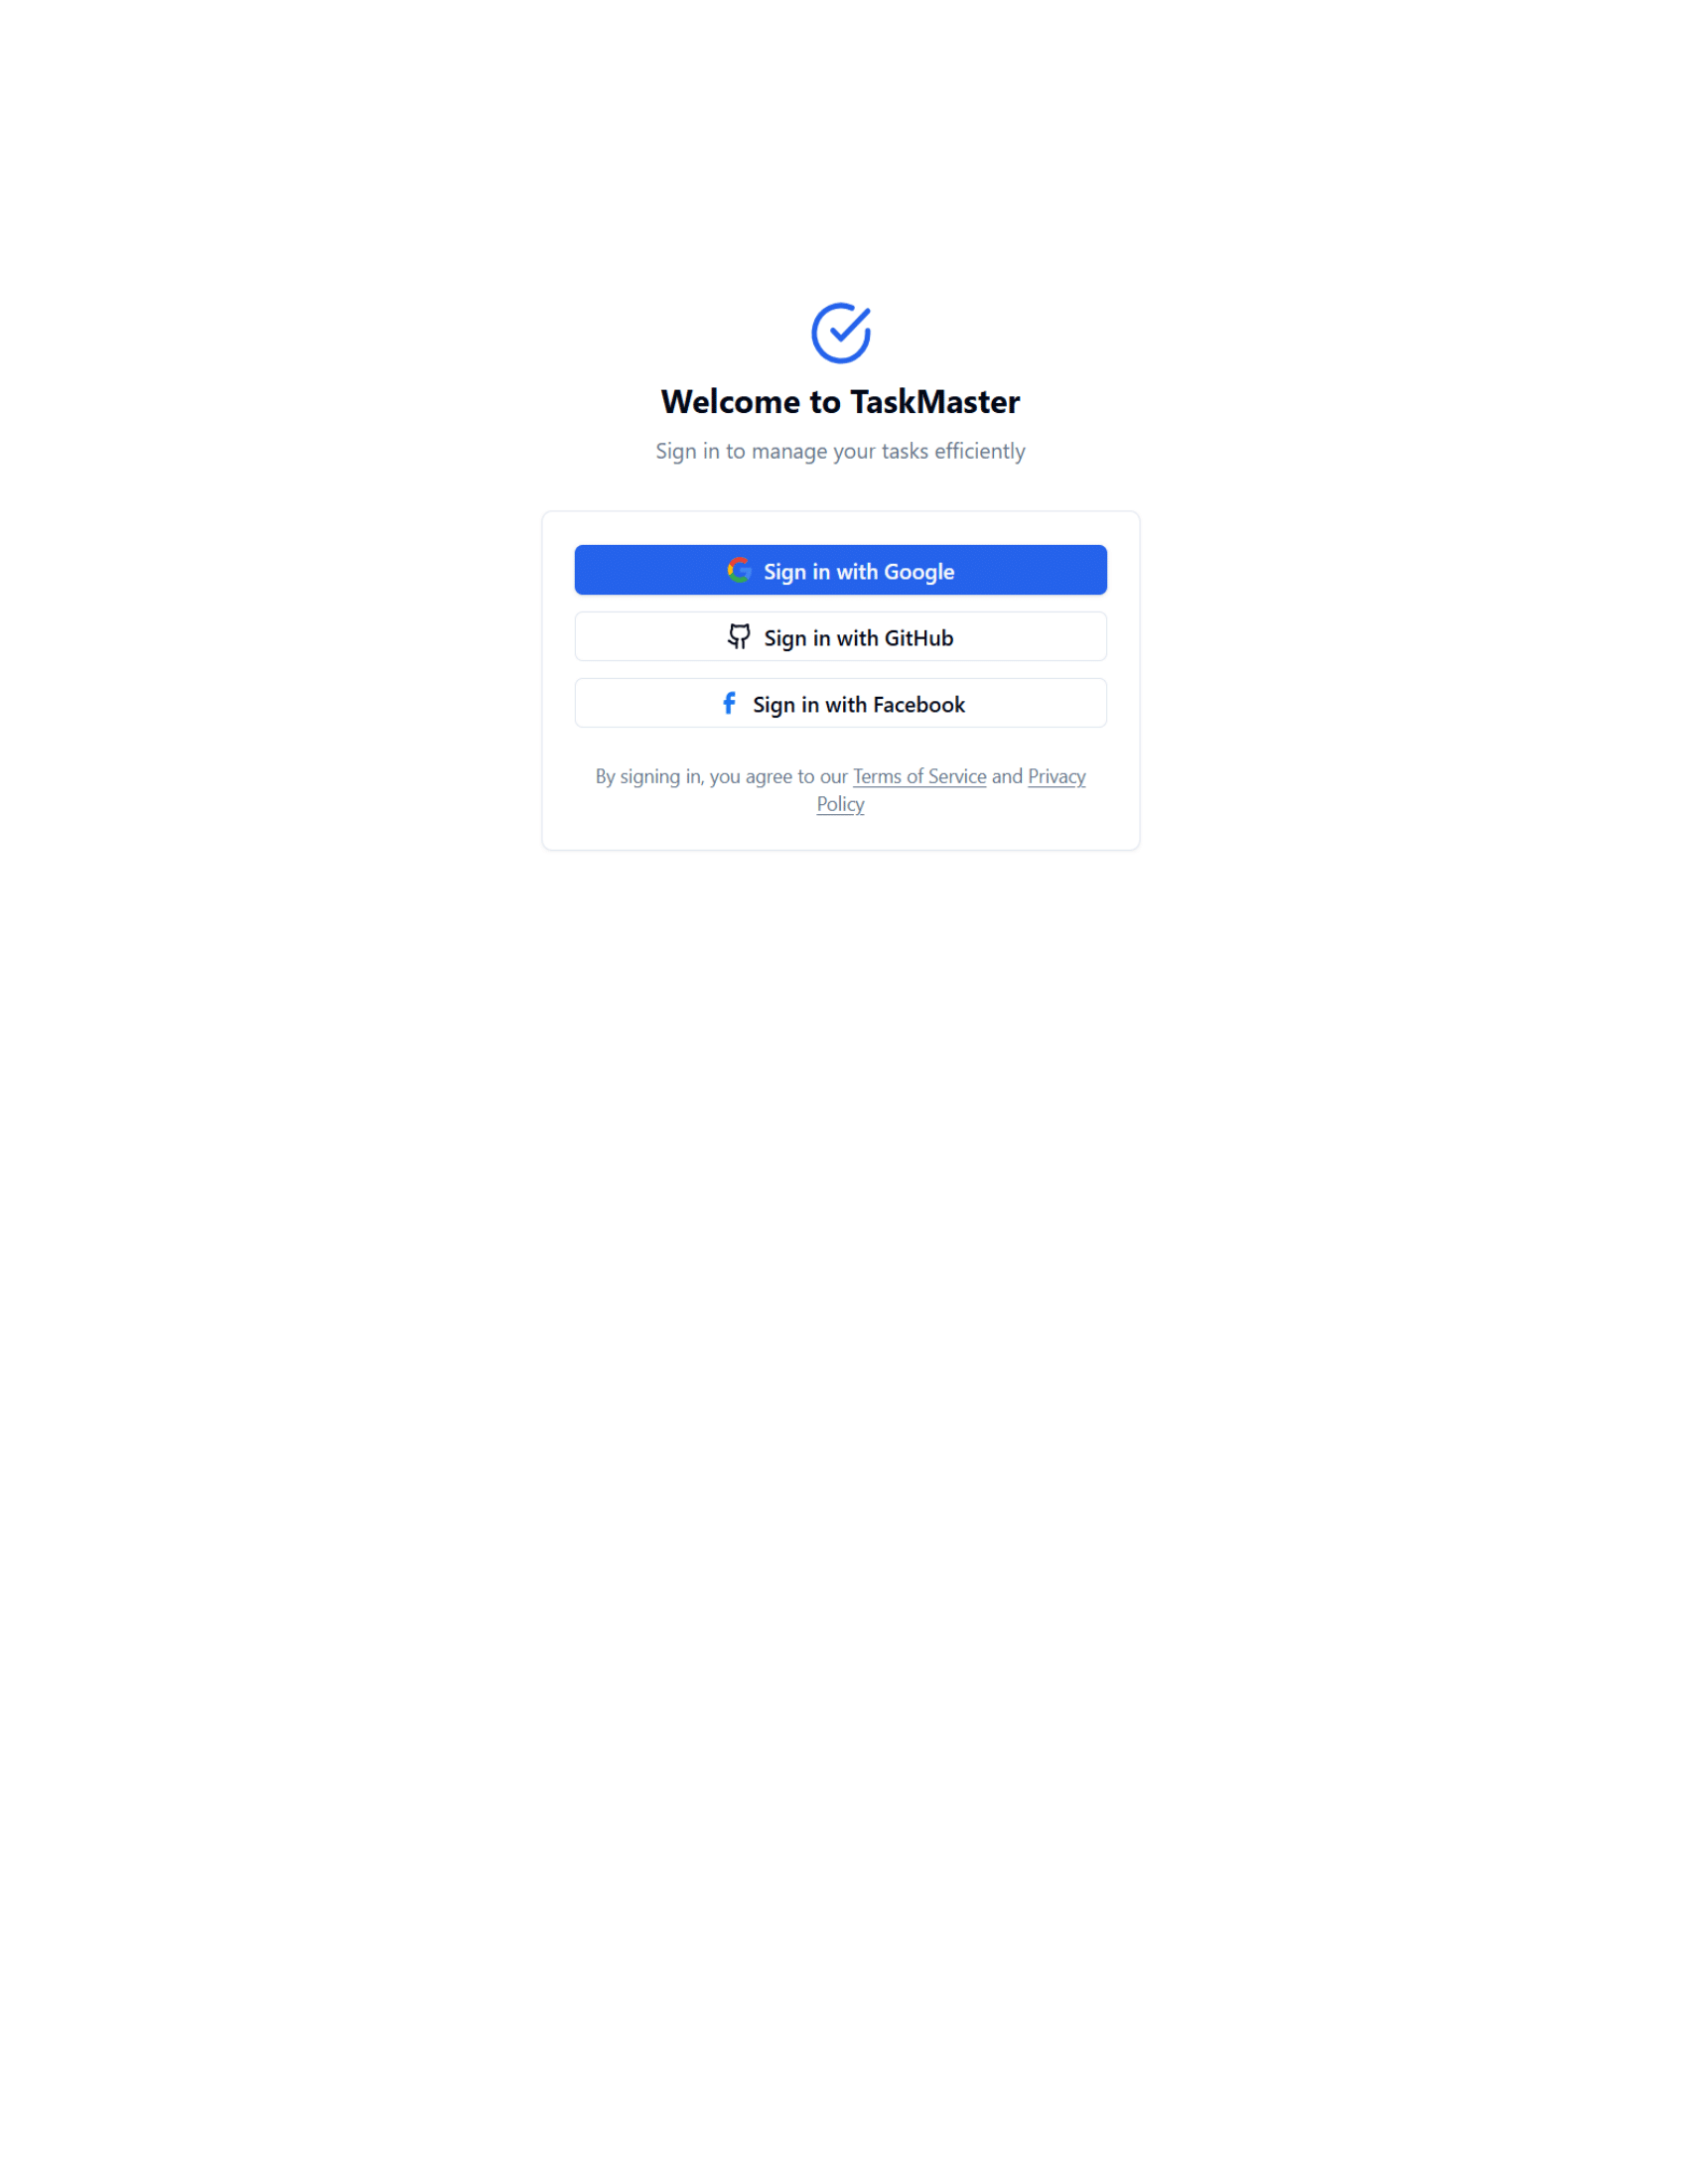 Welcome to TaskMaster
Sign in to manage your tasks efficiently
Sign in with Google
Sign in with GitHub
Sign in with Facebook
By signing in, you agree to our Terms of Service and Privacy
Policy